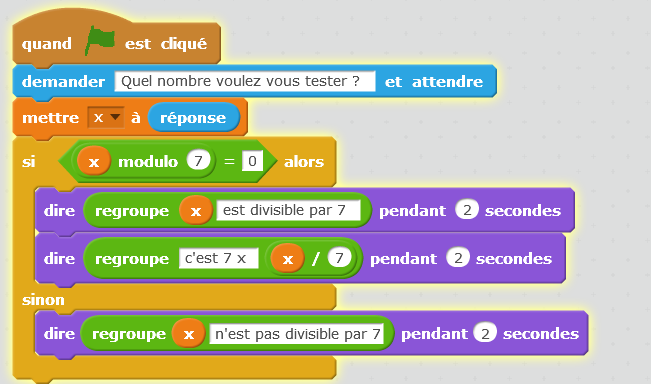 quand est cliqué
demander Quel nombre voulez vous tester ? et attendre
mettre x à réponse
si x modulo 7 = 0 alors
dire regroupe x est divisible par 7 pendant 2 secondes
dire regroupe c'est 7 x x / 7 pendant 2 secondes
sinon
dire regroupe x n'est pas divisible par 7 pendant 2 secondes